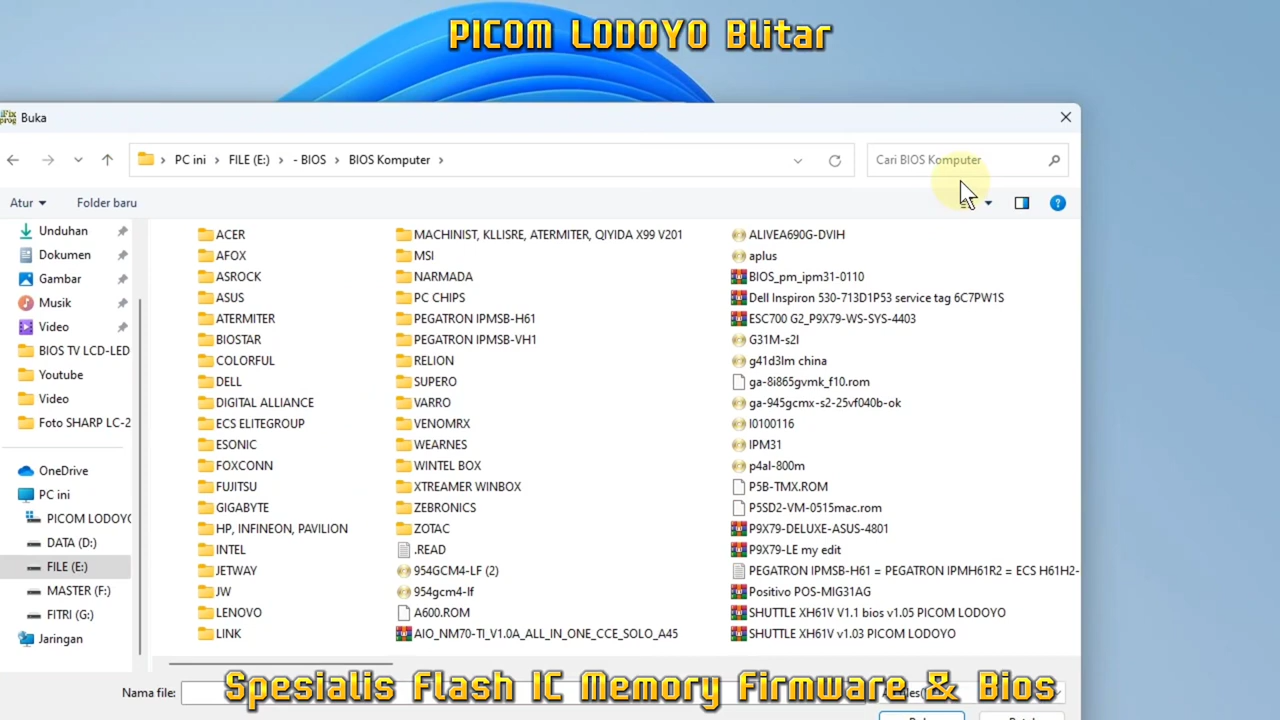 PICOM LODOYO Blitar
Buka
PC ini > FILE (E:) > - BIOS > BIOS Komputer >
Cari BIOS Komputer
Atur
Folder baru
Unduhan
Dokumen
Gambar
Musik
Video
BIOS TV LCD-LED
Youtube
Video
Foto SHARP LC-2
OneDrive
PC ini
PICOM LODOYO
DATA (D:)
FILE (E:)
MASTER (F:)
FITRI (G:)
Jaringan
ACER
AFOX
ASROCK
ASUS
ATERMITER
BIOSTAR
COLORFUL
DELL
DIGITAL ALLIANCE
ECS ELITEGROUP
ESONIC
FOXCONN
FUJITSU
GIGABYTE
HP, INFINEON, PAVILION
INTEL
JETWAY
JW
LENOVO
LINK
MACHINIST, KLLISRE, ATERMITER, QIYIDA X99 V201
MSI
NARMADA
PC CHIPS
PEGATRON IPMSB-H61
PEGATRON IPMSB-VH1
RELION
SUPERO
VARRO
VENOMRX
WEARNES
WINTEL BOX
XTREAMER WINBOX
ZEBRONICS
ZOTAC
.READ
954GCM4-LF (2)
954gcm4-lf
A600.ROM
AIO_NM70-TI_V1.0A_ALL_IN_ONE_CCE_SOLO_A45
ALIVEA690G-DVIH
aplus
BIOS_pm_ipm31-0110
Dell Inspiron 530-713D1P53 service tag 6C7PW1S
ESC700 G2_P9X79-WS-SYS-4403
G31M-s2l
g41d3lm china
ga-8i865gvmk_f10.rom
ga-945gcmx-s2-25vf040b-ok
I0100116
IPM31
p4al-800m
P5B-TMX.ROM
P5SD2-VM-0515mac.rom
P9X79-DELUXE-ASUS-4801
P9X79-LE my edit
PEGATRON IPMSB-H61 = PEGATRON IPMH61R2 = ECS H61H2-
Positivo POS-MIG31AG
SHUTTLE XH61V V1.1 bios v1.05 PICOM LODOYO
SHUTTLE XH61V v1.03 PICOM LODOYO
Nama file:
Spesialis Flash IC Memory Firmware & Bios